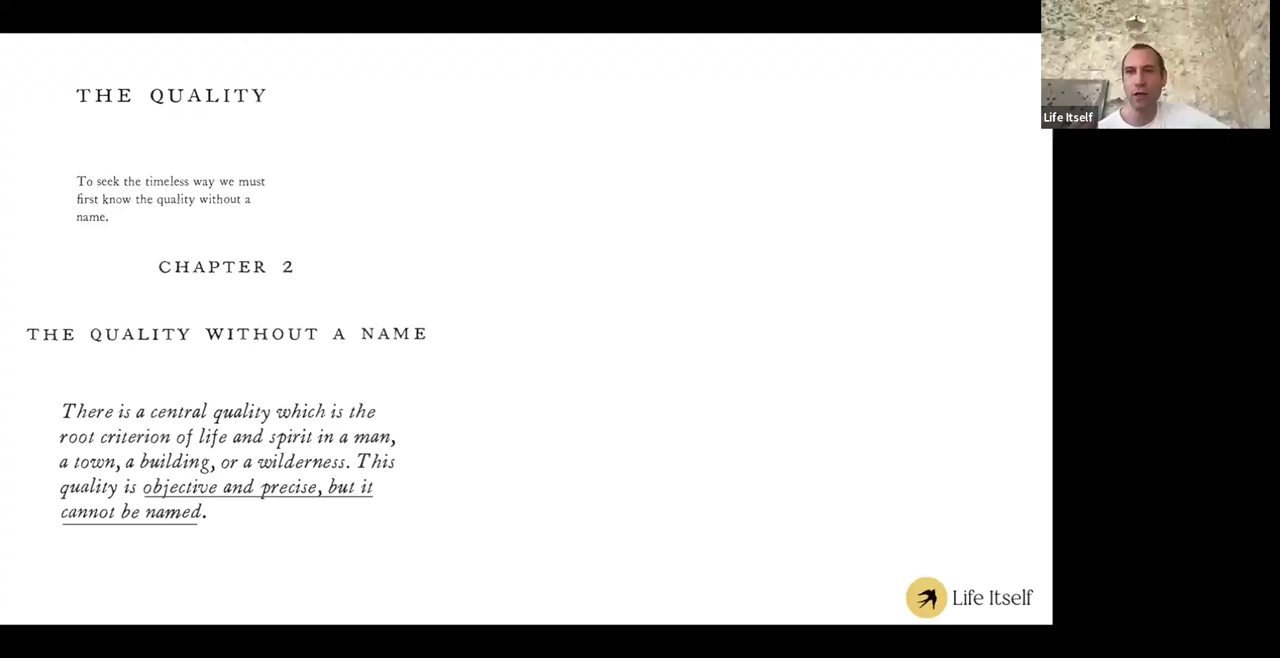 THE QUALITY
To seek the timeless way we must
first know the quality without a
name.
CHAPTER 2
THE QUALITY WITHOUT A NAME
There is a central quality which is the
root criterion of life and spirit in a man,
a town, a building, or a wilderness. This
quality is objective and precise, but it
cannot be named.
Life Itself
Life Itself